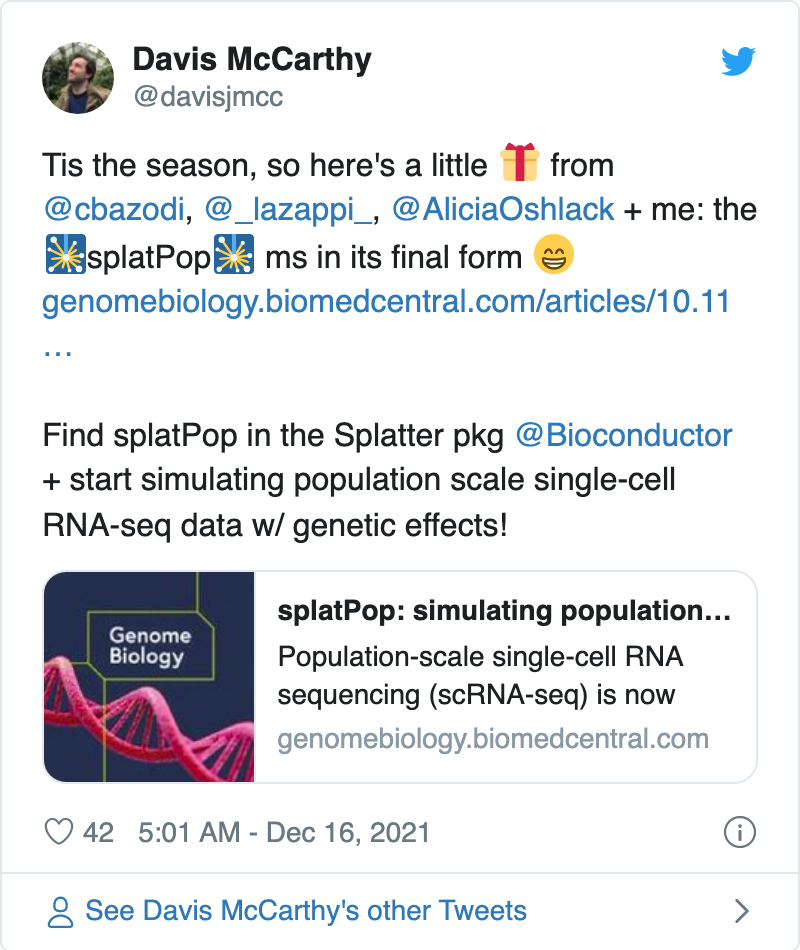 Davis McCarthy
@davisjmcc
Tis the season, so here's a little 🎁 from
@cbazodi, @_lazappi_, @AliciaOshlack + me: the
🎆splatPop🎆 ms in its final form 😁
genomebiology.biomedcentral.com/articles/10.11
…
Find splatPop in the Splatter pkg @Bioconductor
+ start simulating population scale single-cell
RNA-seq data w/ genetic effects!
Genome
Biology
splatPop: simulating population…
Population-scale single-cell RNA
sequencing (scRNA-seq) is now
genomebiology.biomedcentral.com
42 5:01 AM - Dec 16, 2021
See Davis McCarthy's other Tweets